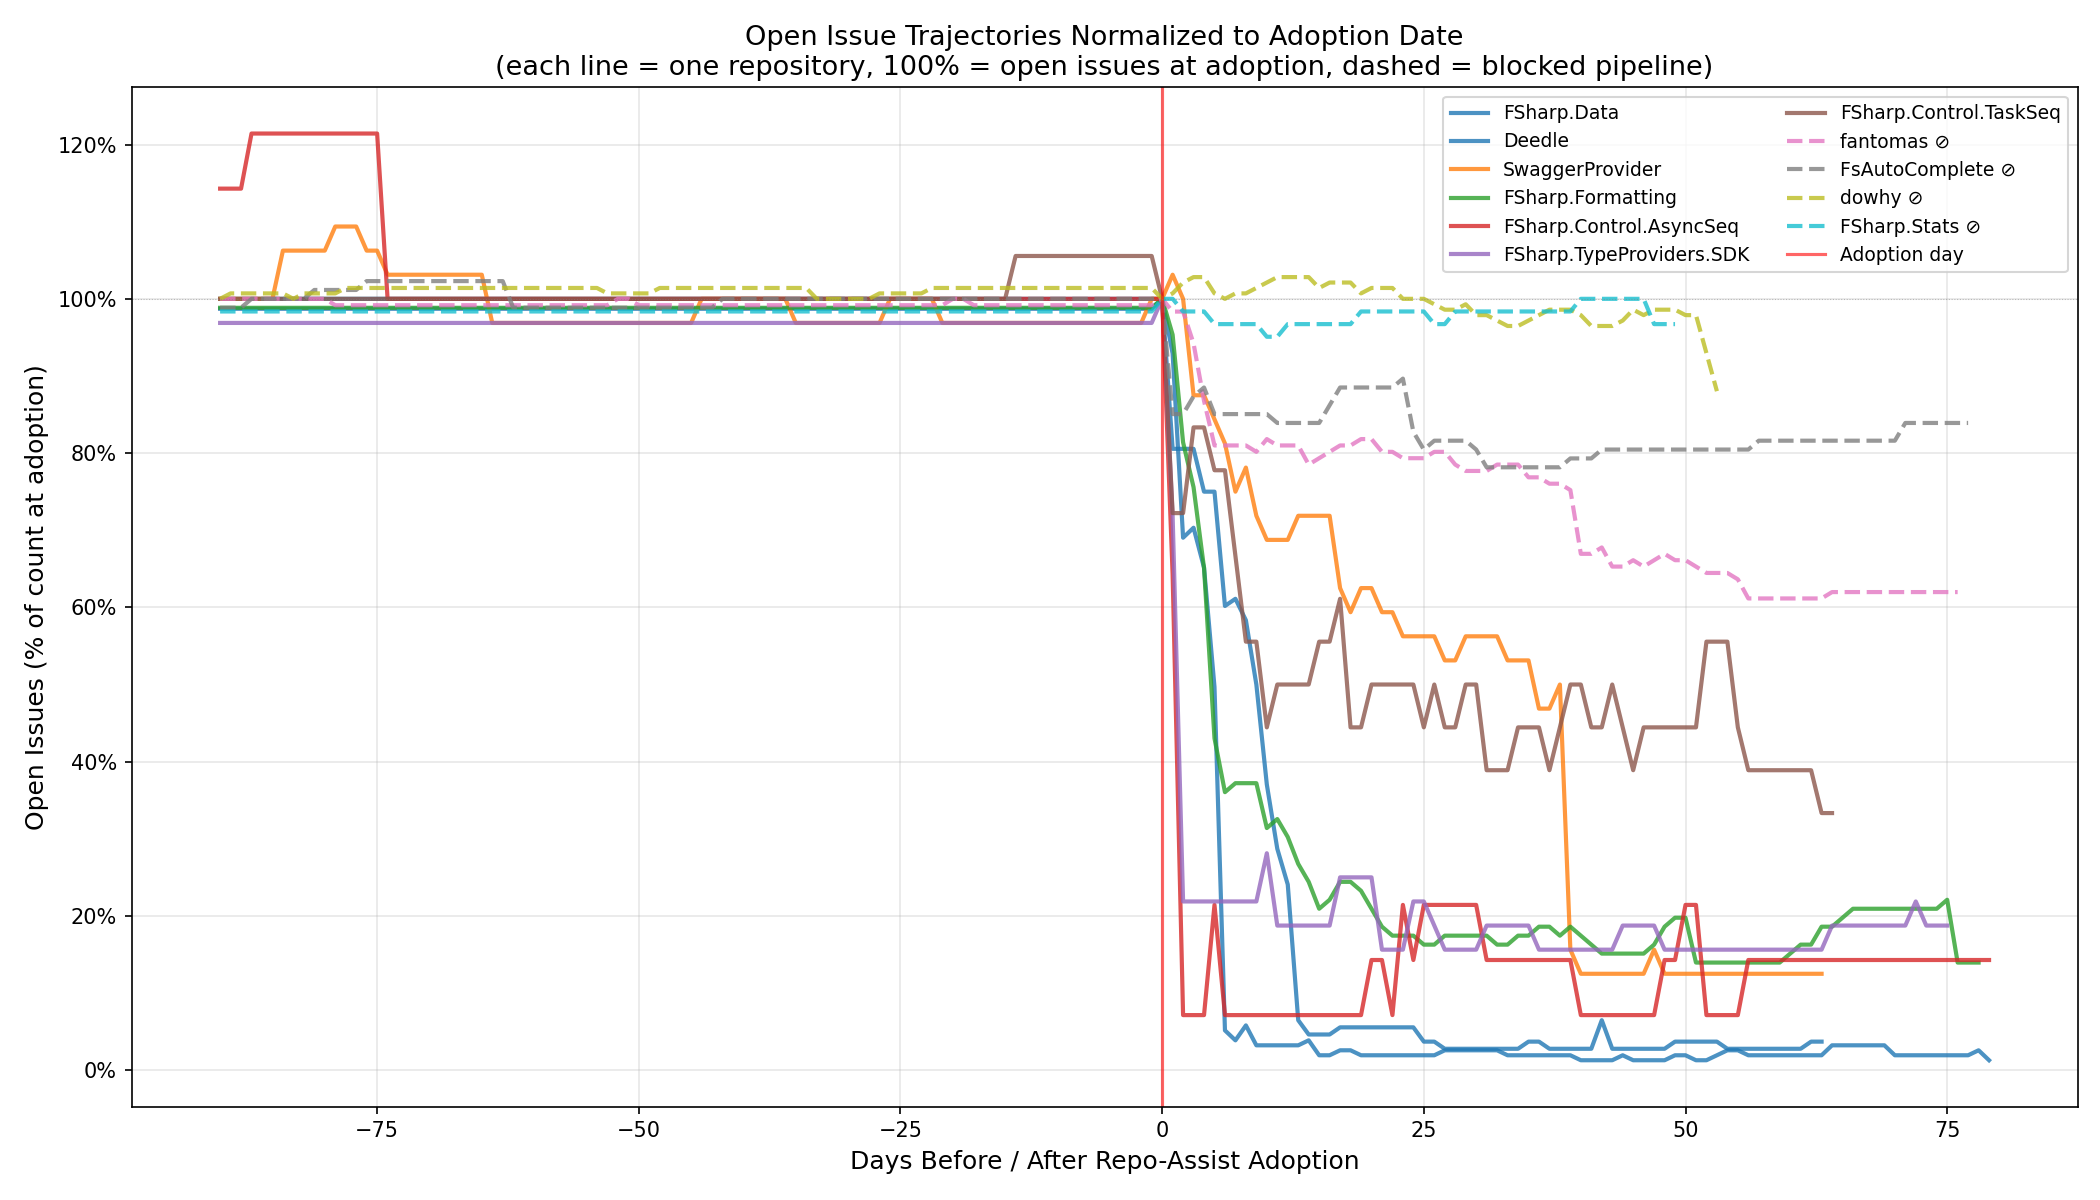 Open Issue Trajectories Normalized to Adoption Date
(each line = one repository, 100% = open issues at adoption, dashed = blocked pipeline)
Open Issues (% of count at adoption)
120%
100%
80%
60%
40%
20%
0%
FSharp.Data
Deedle
SwaggerProvider
FSharp.Formatting
FSharp.Control.AsyncSeq
FSharp.TypeProviders.SDK
FSharp.Control.TaskSeq
fantomas ⊘
FsAutoComplete ⊘
dowhy ⊘
FSharp.Stats ⊘
Adoption day
−75 −50 −25 0 25 50 75
Days Before / After Repo-Assist Adoption